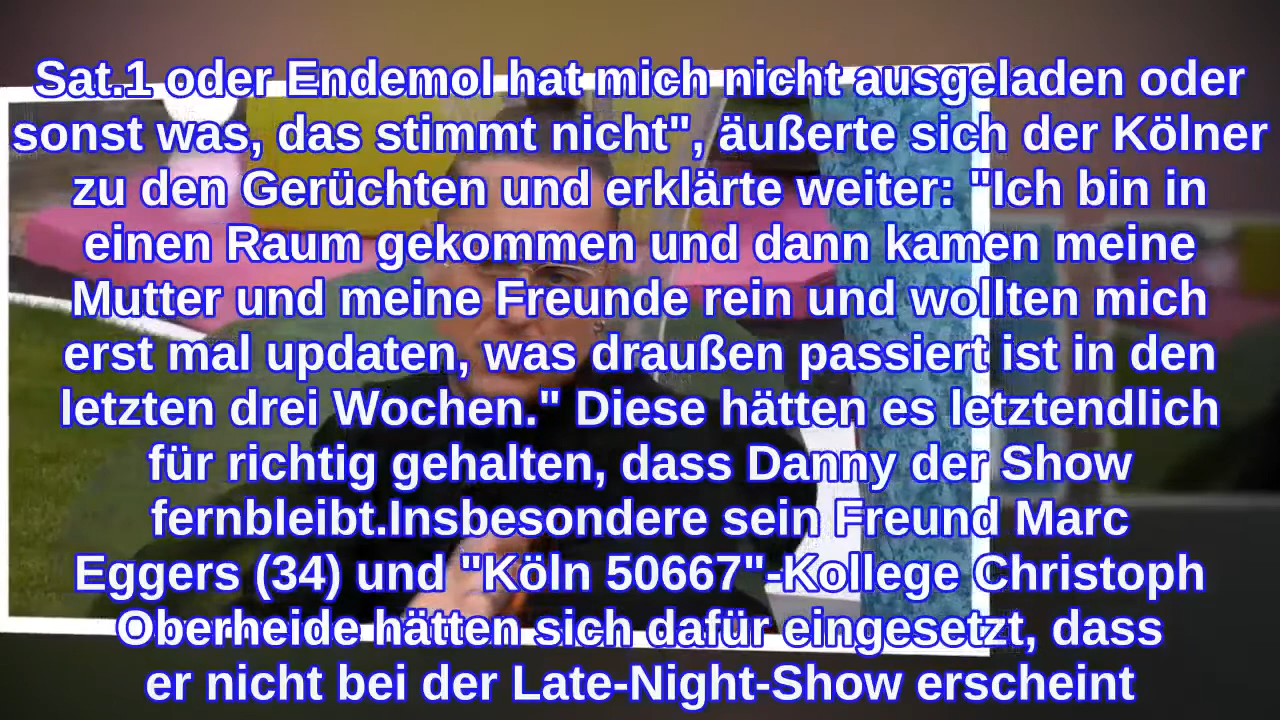 Sat.1 oder Endemol hat mich nicht ausgeladen oder
sonst was, das stimmt nicht", äußerte sich der Kölner
zu den Gerüchten und erklärte weiter: "Ich bin in
einen Raum gekommen und dann kamen meine
Mutter und meine Freunde rein und wollten mich
erst mal updaten, was draußen passiert ist in den
letzten drei Wochen." Diese hätten es letztendlich
für richtig gehalten, dass Danny der Show
fernbleibt.Insbesondere sein Freund Marc
Eggers (34) und "Köln 50667"-Kollege Christoph
Oberheide hätten sich dafür eingesetzt, dass
er nicht bei der Late-Night-Show erscheint